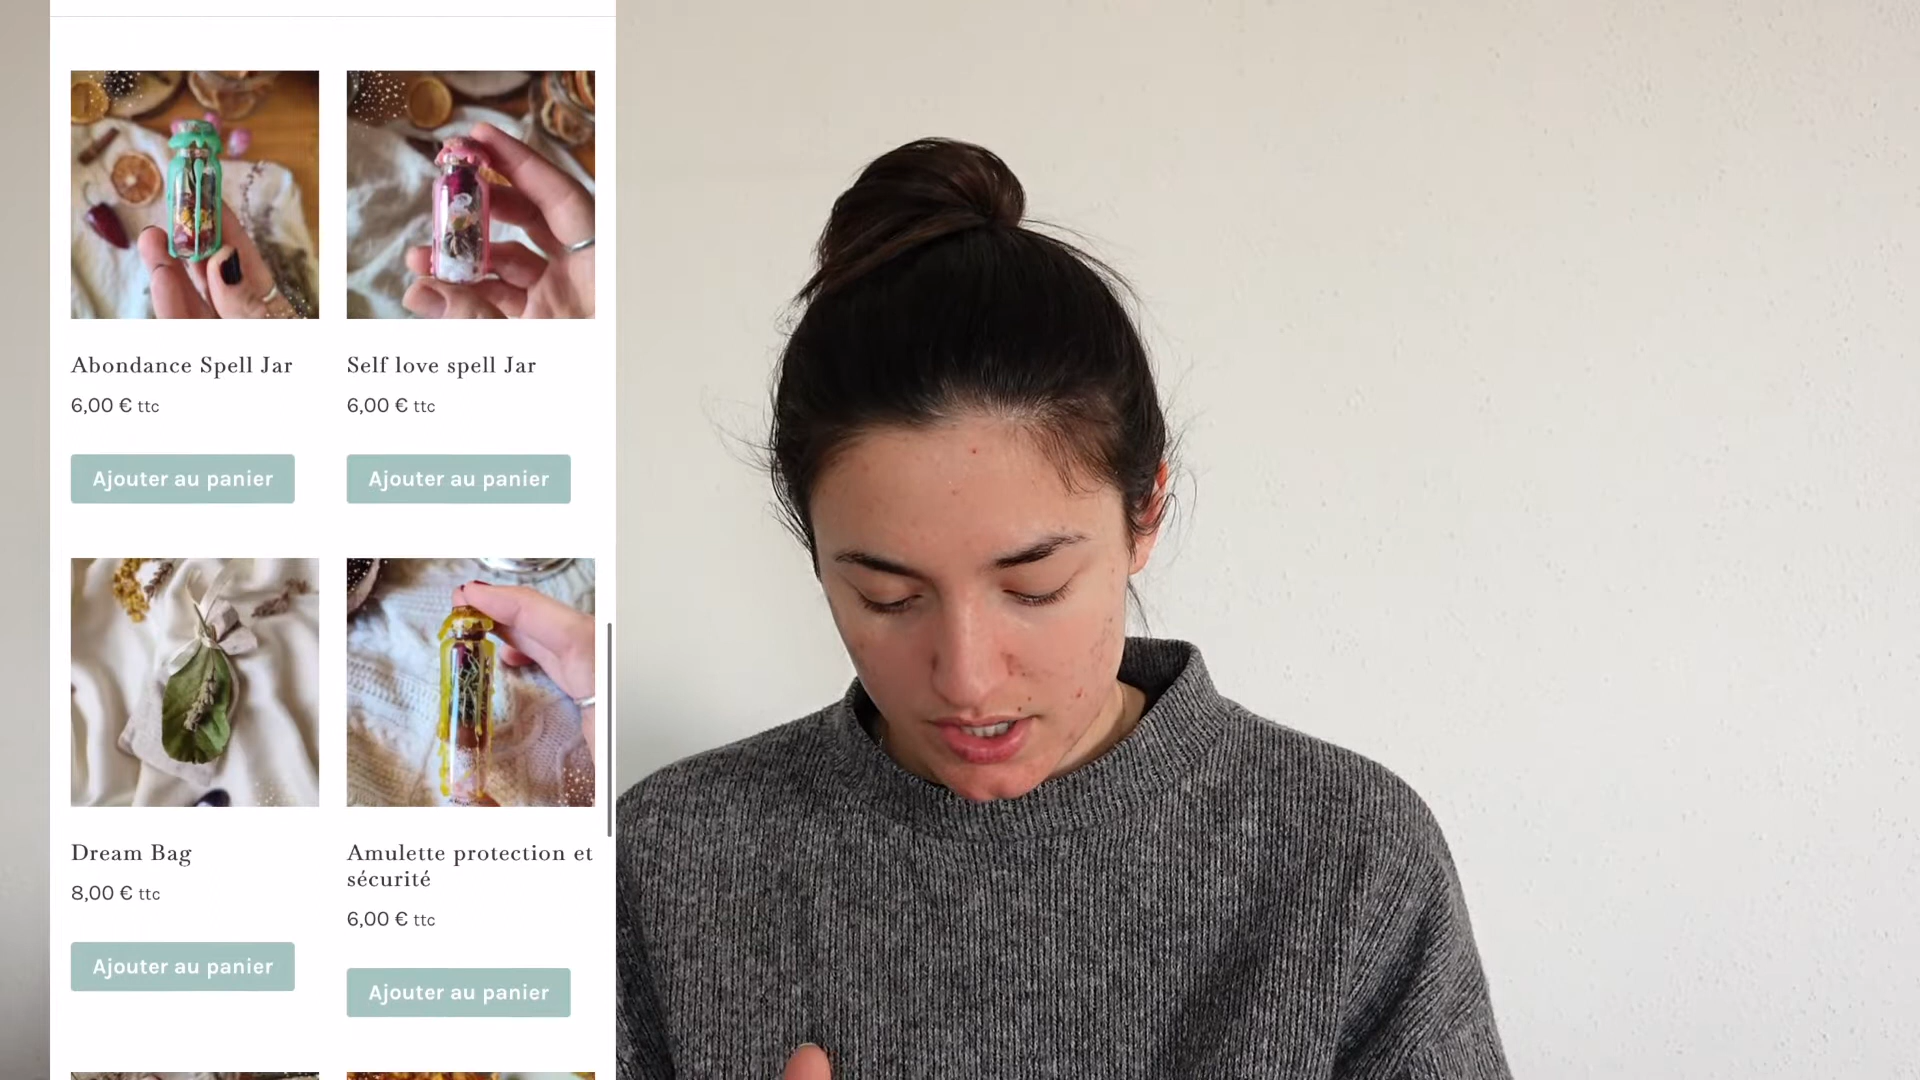 Abondance Spell Jar
6,00 € ttc
Ajouter au panier
Self love spell Jar
6,00 € ttc
Ajouter au panier
Dream Bag
8,00 € ttc
Ajouter au panier
Amulette protection et
sécurité
6,00 € ttc
Ajouter au panier